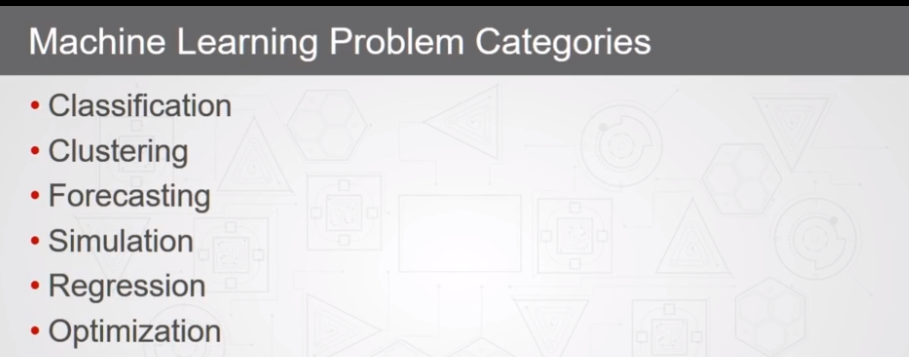 Machine Learning Problem Categories
• Classification
• Clustering
• Forecasting
• Simulation
• Regression
• Optimization